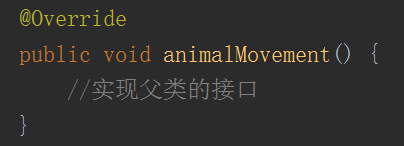 @Override
public void animalMovement() {
//实现父类的接口
}